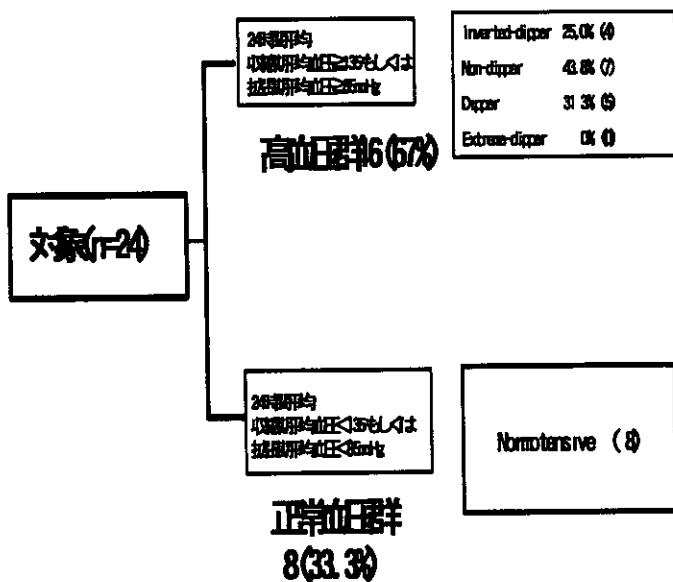 24時間平均
収縮期平均血圧≧135もしくは
拡張期平均血圧≧85mmHg
高血圧群16(67%)
Inverted-dipper 25,0% (4)
Non-dipper 43.8% (7)
Dipper 31.3% (5)
Extreme-dipper 0% (0)
対象(n=24)
24時間平均
収縮期平均血圧<135もしくは
拡張期平均血圧<85mmHg
正常血圧群
8(33.3%)
Normotensive (8)